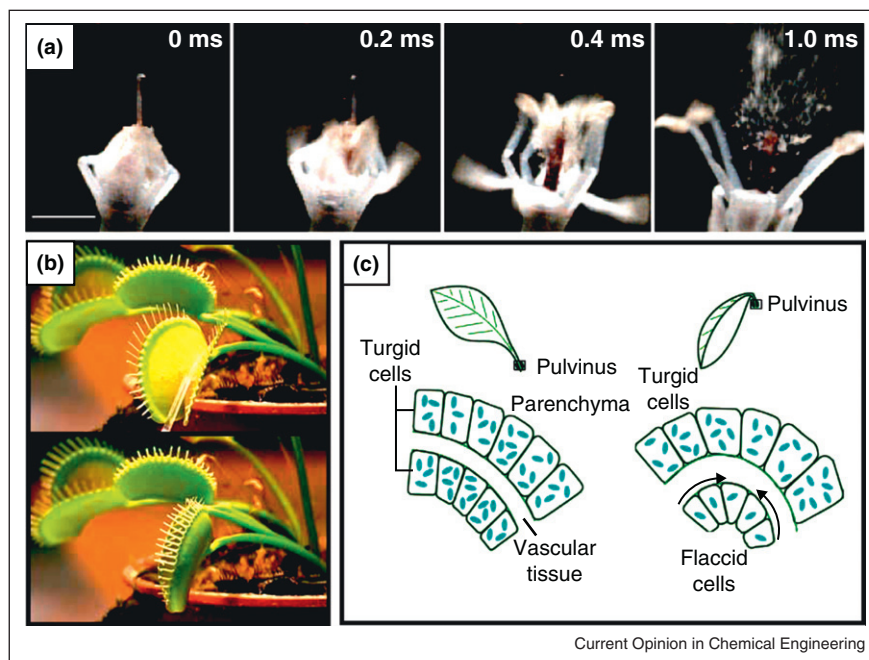 (a)
0 ms
0.2 ms
0.4 ms
1.0 ms
(b)
(c)
Pulvinus
Turgid
cells
Parenchyma
Vascular
tissue
Pulvinus
Turgid
cells
Flaccid
cells
Current Opinion in Chemical Engineering